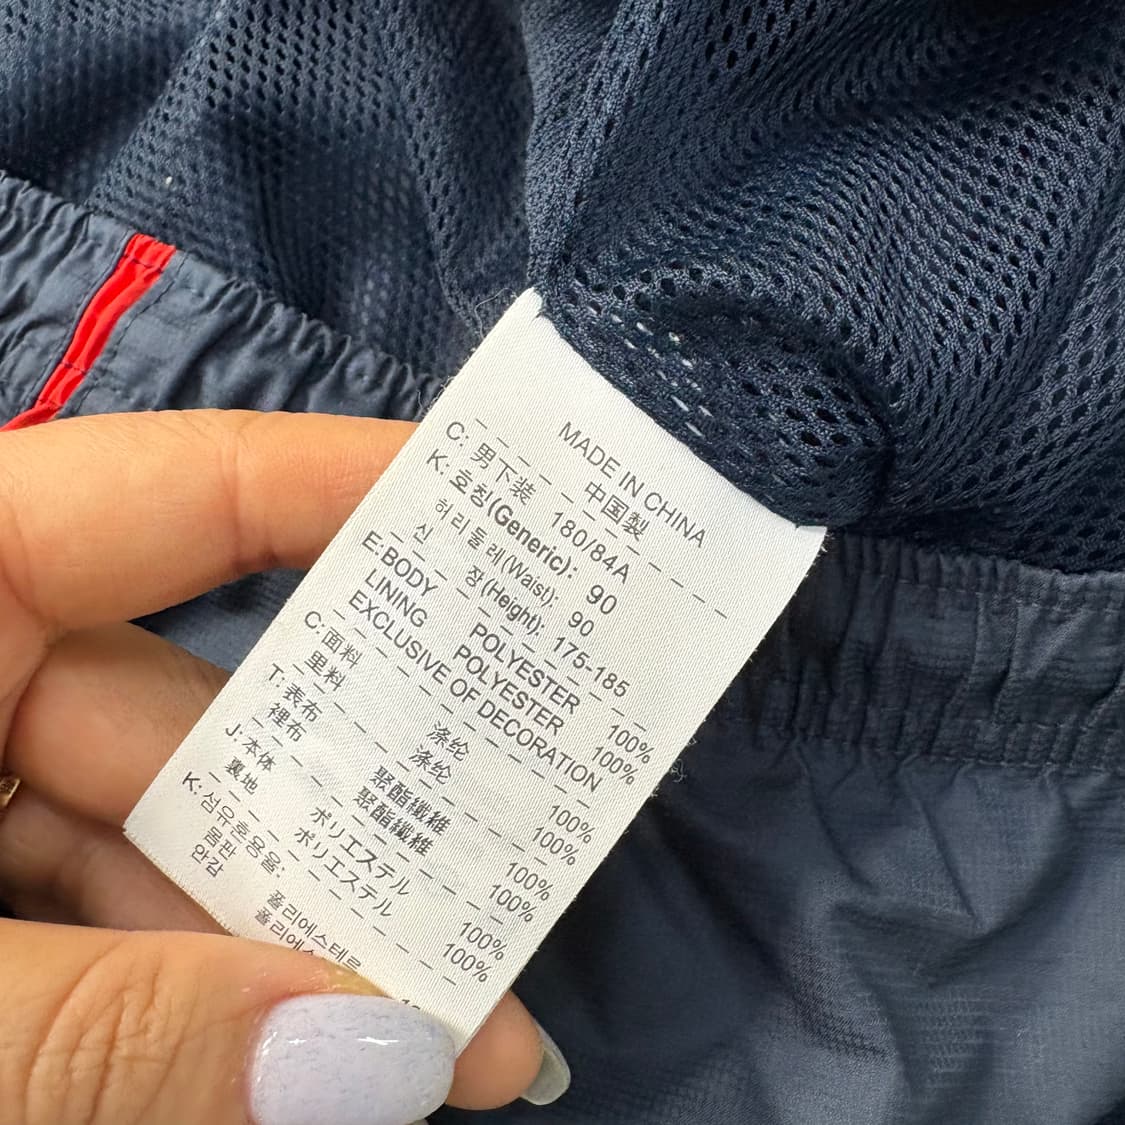 MADE IN CHINA
中国製
C: 男下装 180/84A
K: 호칭(Generic): 90
허리둘레(Waist): 90
신장(Height): 175-185
E:BODY POLYESTER 100%
LINING POLYESTER 100%
EXCLUSIVE OF DECORATION
C:面料 涤纶 100%
里料 涤纶 100%
T: 表布 聚酯纖維 100%
裡布 聚酯纖維 100%
J: 本体 ポリエステル 100%
裏地 ポリエステル 100%
K: 섬유혼용율:
몸판 폴리에스테르
안감